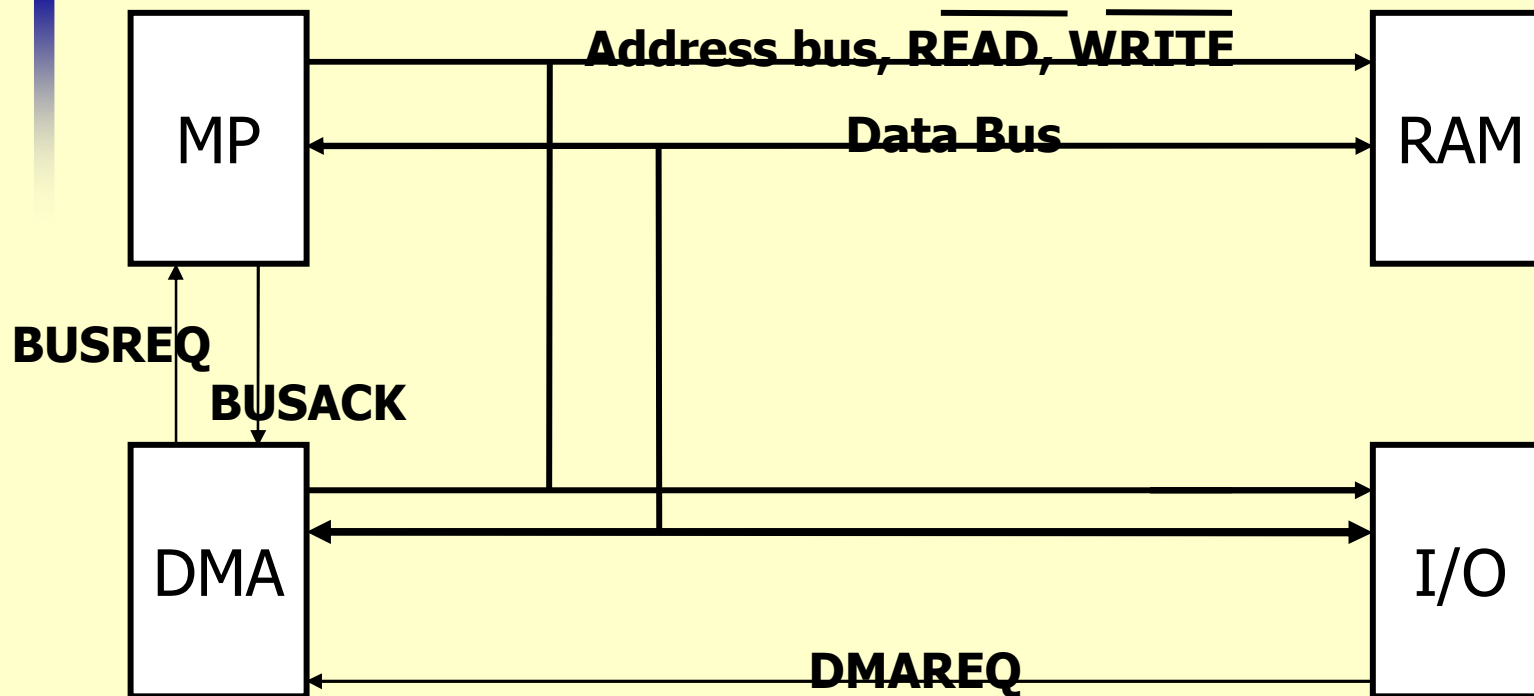 Address bus, READ, WRITE
MP
Data Bus
RAM
BUSREQ
BUSACK
DMA
I/O
DMAREQ